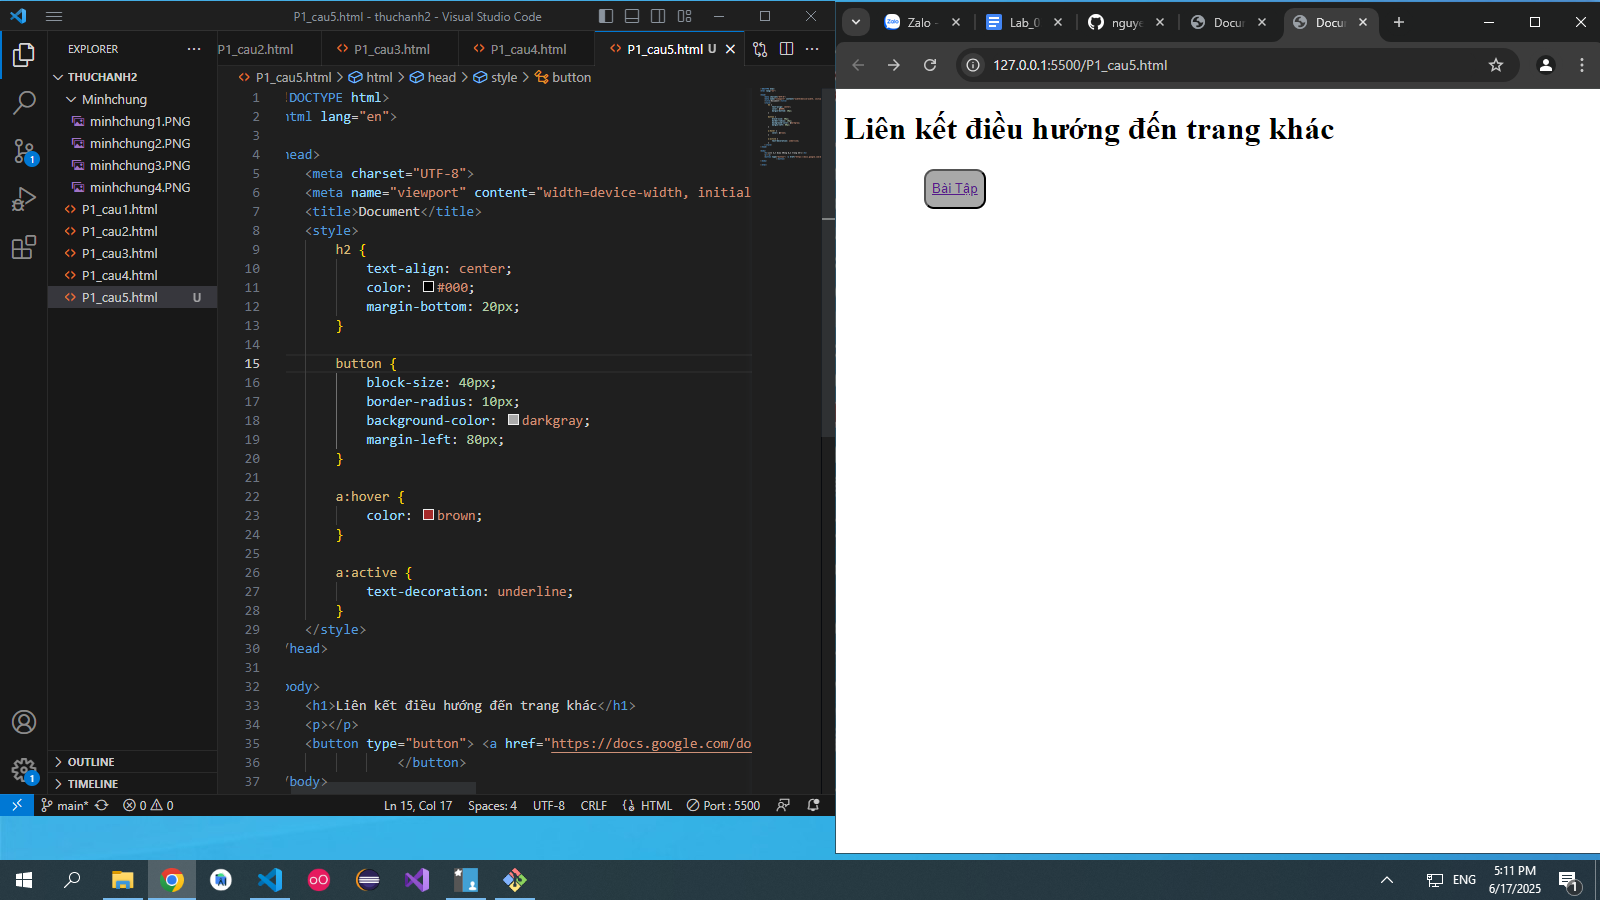 P1_cau5.html - thuchanh2 - Visual Studio Code
EXPLORER
THUCHANH2
Minhchung
minhchung1.PNG
minhchung2.PNG
minhchung3.PNG
minhchung4.PNG
P1_cau1.html
P1_cau2.html
P1_cau3.html
P1_cau4.html
P1_cau5.html U
OUTLINE
TIMELINE
P1_cau2.html P1_cau3.html P1_cau4.html P1_cau5.html U
P1_cau5.html > html > head > style > button
1 !DOCTYPE html>
2 html lang="en">
3
4 head>
5 <meta charset="UTF-8">
6 <meta name="viewport" content="width=device-width, initial
7 <title>Document</title>
8 <style>
9 h2 {
10 text-align: center;
11 color: #000;
12 margin-bottom: 20px;
13 }
14
15 button {
16 block-size: 40px;
17 border-radius: 10px;
18 background-color: darkgray;
19 margin-left: 80px;
20 }
21
22 a:hover {
23 color: brown;
24 }
25
26 a:active {
27 text-decoration: underline;
28 }
29 </style>
30 /head>
31
32 body>
33 <h1>Liên kết điều hướng đến trang khác</h1>
34 <p></p>
35 <button type="button"> <a href="https://docs.google.com/do
36 </button>
37 /body>
main* 0 0 Ln 15, Col 17 Spaces: 4 UTF-8 CRLF HTML Port : 5500
Zalo - Lab_0 nguye Docu Docu
127.0.0.1:5500/P1_cau5.html
Liên kết điều hướng đến trang khác
Bài Tập
ENG
5:11 PM
6/17/2025
1